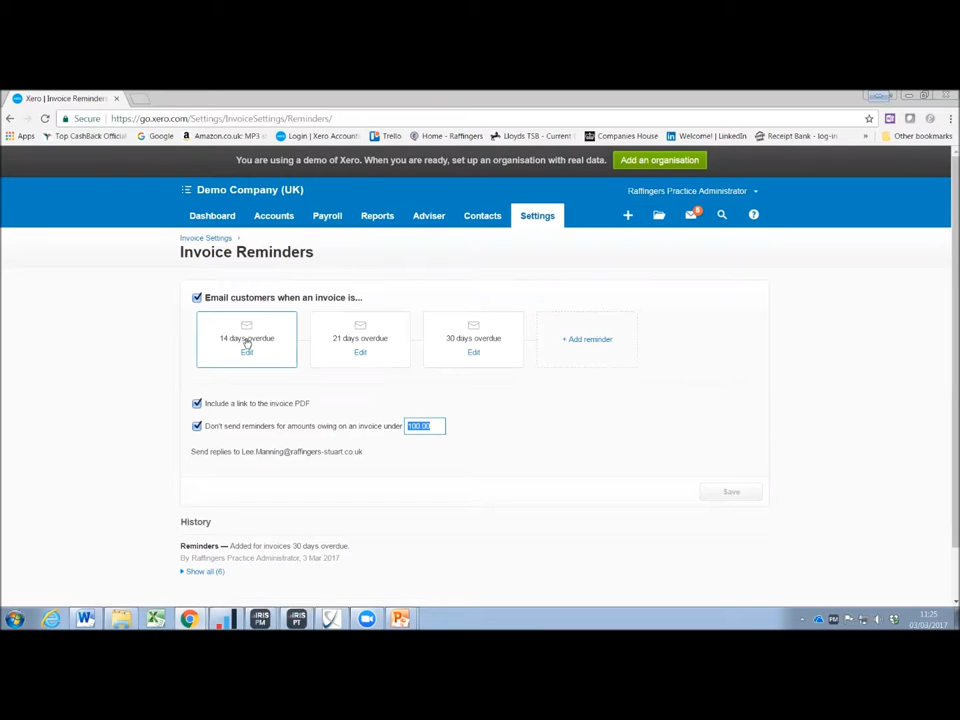 Xero | Invoice Reminders
Secure https://go.xero.com/Settings/InvoiceSettings/Reminders/
Apps Top CashBack Official Google Amazon.co.uk: MP3 s Login | Xero Accounti Trello Home - Raffingers Lloyds TSB - Current Companies House Welcome! | LinkedIn Receipt Bank - log-in » Other bookmarks
You are using a demo of Xero. When you are ready, set up an organisation with real data. Add an organisation
Demo Company (UK)
Raffingers Practice Administrator
Dashboard Accounts Payroll Reports Adviser Contacts Settings
Invoice Settings ›
Invoice Reminders
Email customers when an invoice is...
14 days overdue 21 days overdue 30 days overdue + Add reminder
Edit Edit Edit
Include a link to the invoice PDF
Don't send reminders for amounts owing on an invoice under 100.00
Send replies to Lee.Manning@raffingers-stuart.co.uk
Save
History
Reminders — Added for invoices 30 days overdue.
By Raffingers Practice Administrator, 3 Mar 2017
Show all (6)
IRIS PM IRIS PT PM
11:25
03/03/2017